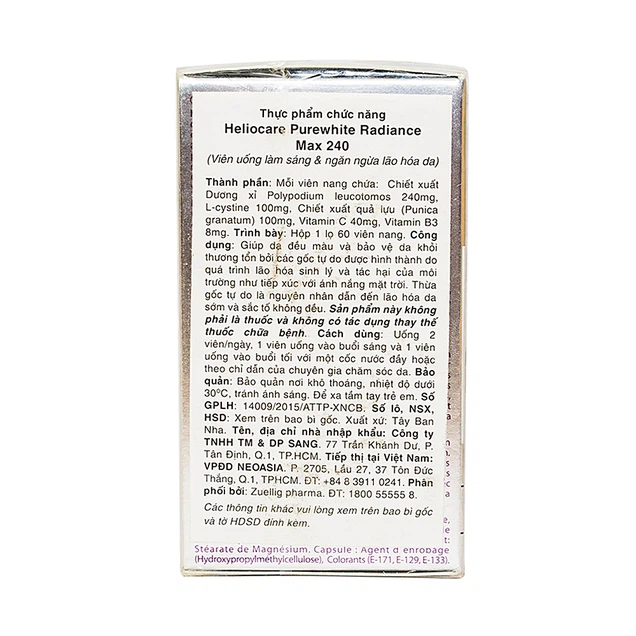 Thực phẩm chức năng
Heliocare Purewhite Radiance
Max 240
(Viên uống làm sáng & ngăn ngừa lão hóa da)
Thành phần: Mỗi viên nang chứa: Chiết xuất
Dương xỉ Polypodium leucotomos 240mg,
L-cystine 100mg, Chiết xuất quả lựu (Punica
granatum) 100mg, Vitamin C 40mg, Vitamin B3
8mg. Trình bày: Hộp 1 lọ 60 viên nang. Công
dụng: Giúp da đều màu và bảo vệ da khỏi
thương tổn bởi các gốc tự do được hình thành do
quá trình lão hóa sinh lý và tác hại của môi
trường như tiếp xúc với ánh nắng mặt trời. Thừa
gốc tự do là nguyên nhân dẫn đến lão hóa da
sớm và sắc tố không đều. Sản phẩm này không
phải là thuốc và không có tác dụng thay thế
thuốc chữa bệnh. Cách dùng: Uống 2
viên/ngày, 1 viên uống vào buổi sáng và 1 viên
uống vào buổi tối với một cốc nước đầy hoặc
theo chỉ dẫn của chuyên gia chăm sóc da. Bảo
quản: Bảo quản nơi khô thoáng, nhiệt độ dưới
30ºC, tránh ánh sáng. Để xa tầm tay trẻ em. Số
GPLH: 14009/2015/ATTP-XNCB. Số lô, NSX,
HSD: Xem trên bao bì gốc. Xuất xứ: Tây Ban
Nha. Tên, địa chỉ nhà nhập khẩu: Công ty
TNHH TM & DP SANG. 77 Trần Khánh Dư, P.
Tân Định, Q.1, TP.HCM. Tiếp thị tại Việt Nam:
VPĐD NEOASIA. P. 2705, Lầu 27, 37 Tôn Đức
Thắng, Q.1, TPHCM. ĐT: +84 8 3911 0241. Phân
phối bởi: Zuellig pharma. ĐT: 1800 55555 8.
Các thông tin khác vui lòng xem trên bao bì gốc
và tờ HDSD đính kèm.
Stéarate de Magnésium. Capsule : Agent d'enrobage
(Hydroxypropylméthylcellulose), Colorants (E-171, E-129, E-133).